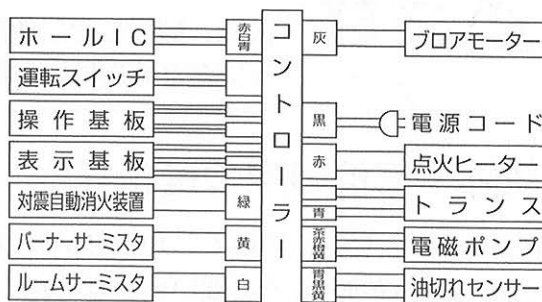 ホールIC
赤白青
運転スイッチ
操作基板
表示基板
対震自動消火装置
緑
バーナーサーミスタ
黄
ルームサーミスタ
白
コントローラー
灰
ブロアモーター
黒
電源コード
赤
点火ヒーター
青
トランス
茶赤橙黄
電磁ポンプ
青黒黄
油切れセンサー